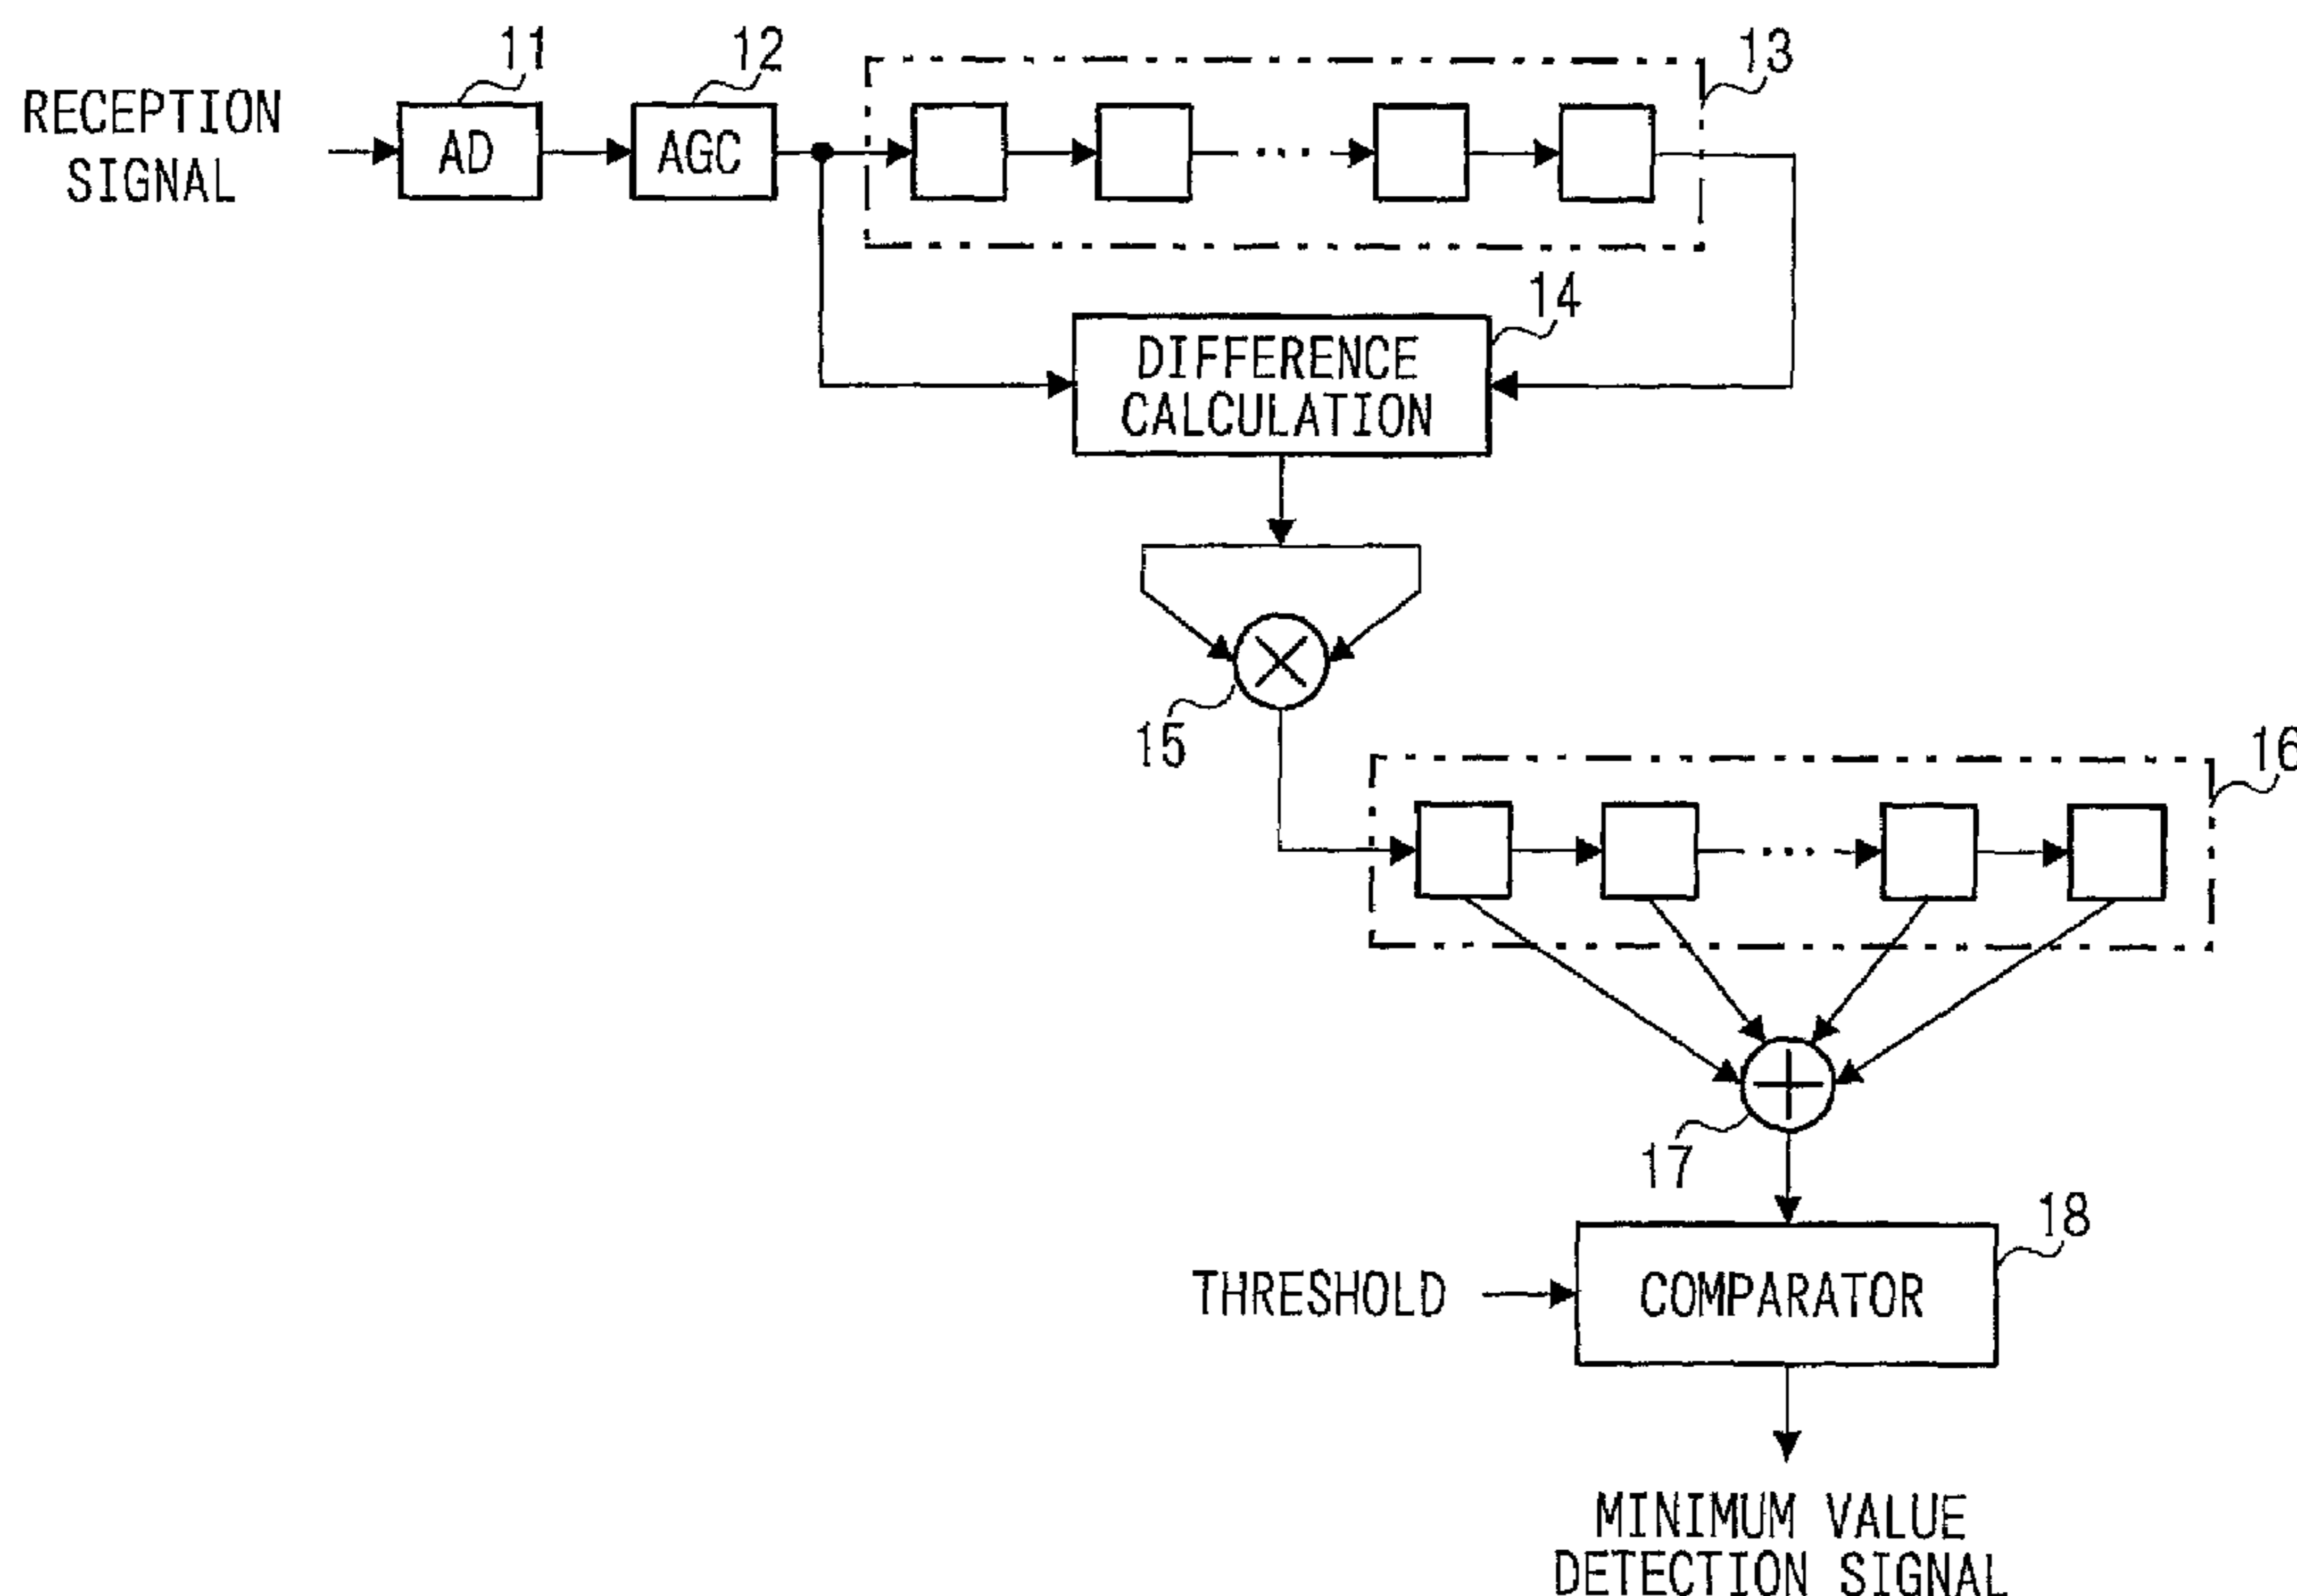 11
12
13
RECEPTION
SIGNAL
AD
AGC
...
14
DIFFERENCE
CALCULATION
15
16
...
17
18
THRESHOLD
COMPARATOR
MINIMUM VALUE
DETECTION SIGNAL